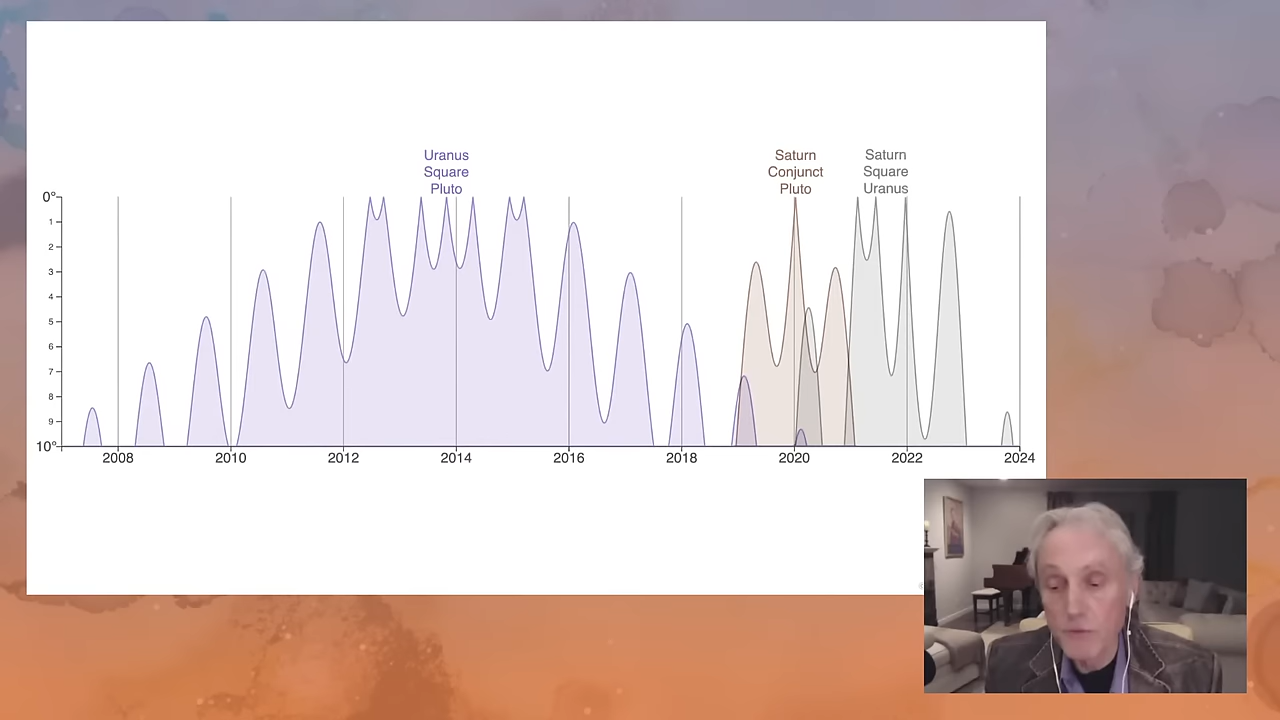 Uranus
Square
Pluto
Saturn
Conjunct
Pluto
Saturn
Square
Uranus
0°
1
2
3
4
5
6
7
8
9
10°
2008 2010 2012 2014 2016 2018 2020 2022 2024